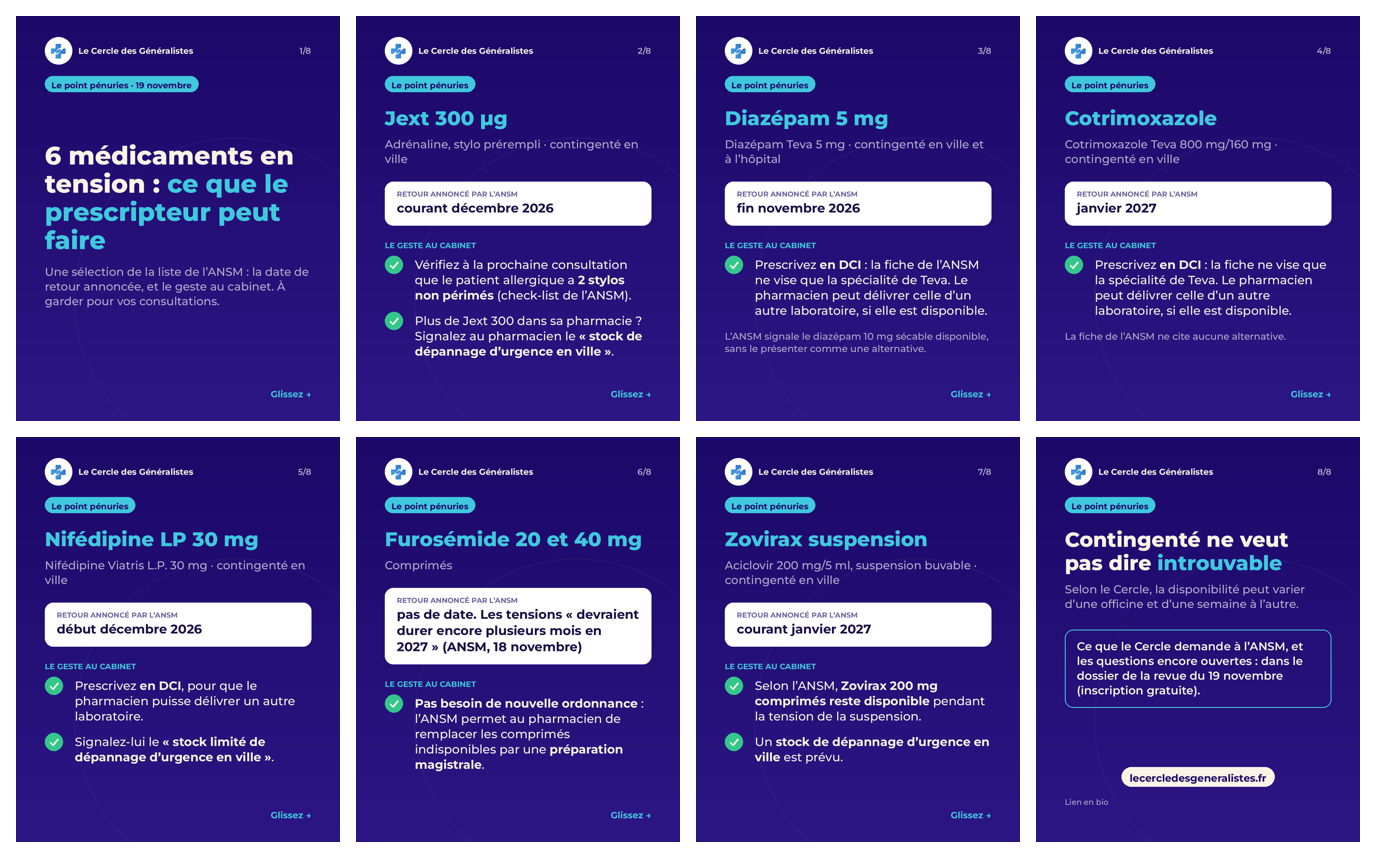 Le Cercle des Généralistes
1/8
Le point pénuries · 19 novembre
6 médicaments en
tension : ce que le
prescripteur peut
faire
Une sélection de la liste de l’ANSM : la date de
retour annoncée, et le geste au cabinet. À
garder pour vos consultations.
Glissez →
Le Cercle des Généralistes
2/8
Le point pénuries
Jext 300 µg
Adrénaline, stylo prérempli · contingenté en
ville
RETOUR ANNONCÉ PAR L’ANSM
courant décembre 2026
LE GESTE AU CABINET
Vérifiez à la prochaine consultation
que le patient allergique a 2 stylos
non périmés (check-list de l’ANSM).
Plus de Jext 300 dans sa pharmacie ?
Signalez au pharmacien le « stock de
dépannage d’urgence en ville ».
Glissez →
Le Cercle des Généralistes
3/8
Le point pénuries
Diazépam 5 mg
Diazépam Teva 5 mg · contingenté en ville et
à l’hôpital
RETOUR ANNONCÉ PAR L’ANSM
fin novembre 2026
LE GESTE AU CABINET
Prescrivez en DCI : la fiche de l’ANSM
ne vise que la spécialité de Teva. Le
pharmacien peut délivrer celle d’un
autre laboratoire, si elle est disponible.
L’ANSM signale le diazépam 10 mg sécable disponible,
sans le présenter comme une alternative.
Glissez →
Le Cercle des Généralistes
4/8
Le point pénuries
Cotrimoxazole
Cotrimoxazole Teva 800 mg/160 mg ·
contingenté en ville
RETOUR ANNONCÉ PAR L’ANSM
janvier 2027
LE GESTE AU CABINET
Prescrivez en DCI : la fiche ne vise que
la spécialité de Teva. Le pharmacien
peut délivrer celle d’un autre
laboratoire, si elle est disponible.
La fiche de l’ANSM ne cite aucune alternative.
Glissez →
Le Cercle des Généralistes
5/8
Le point pénuries
Nifédipine LP 30 mg
Nifédipine Viatris L.P. 30 mg · contingenté en
ville
RETOUR ANNONCÉ PAR L’ANSM
début décembre 2026
LE GESTE AU CABINET
Prescrivez en DCI, pour que le
pharmacien puisse délivrer un autre
laboratoire.
Signalez-lui le « stock limité de
dépannage d’urgence en ville ».
Glissez →
Le Cercle des Généralistes
6/8
Le point pénuries
Furosémide 20 et 40 mg
Comprimés
RETOUR ANNONCÉ PAR L’ANSM
pas de date. Les tensions « devraient
durer encore plusieurs mois en
2027 » (ANSM, 18 novembre)
LE GESTE AU CABINET
Pas besoin de nouvelle ordonnance :
l’ANSM permet au pharmacien de
remplacer les comprimés
indisponibles par une préparation
magistrale.
Glissez →
Le Cercle des Généralistes
7/8
Le point pénuries
Zovirax suspension
Aciclovir 200 mg/5 ml, suspension buvable ·
contingenté en ville
RETOUR ANNONCÉ PAR L’ANSM
courant janvier 2027
LE GESTE AU CABINET
Selon l’ANSM, Zovirax 200 mg
comprimés reste disponible pendant
la tension de la suspension.
Un stock de dépannage d’urgence en
ville est prévu.
Glissez →
Le Cercle des Généralistes
8/8
Le point pénuries
Contingenté ne veut
pas dire introuvable
Selon le Cercle, la disponibilité peut varier
d’une officine et d’une semaine à l’autre.
Ce que le Cercle demande à l’ANSM, et
les questions encore ouvertes : dans le
dossier de la revue du 19 novembre
(inscription gratuite).
lecercledesgeneralistes.fr
Lien en bio